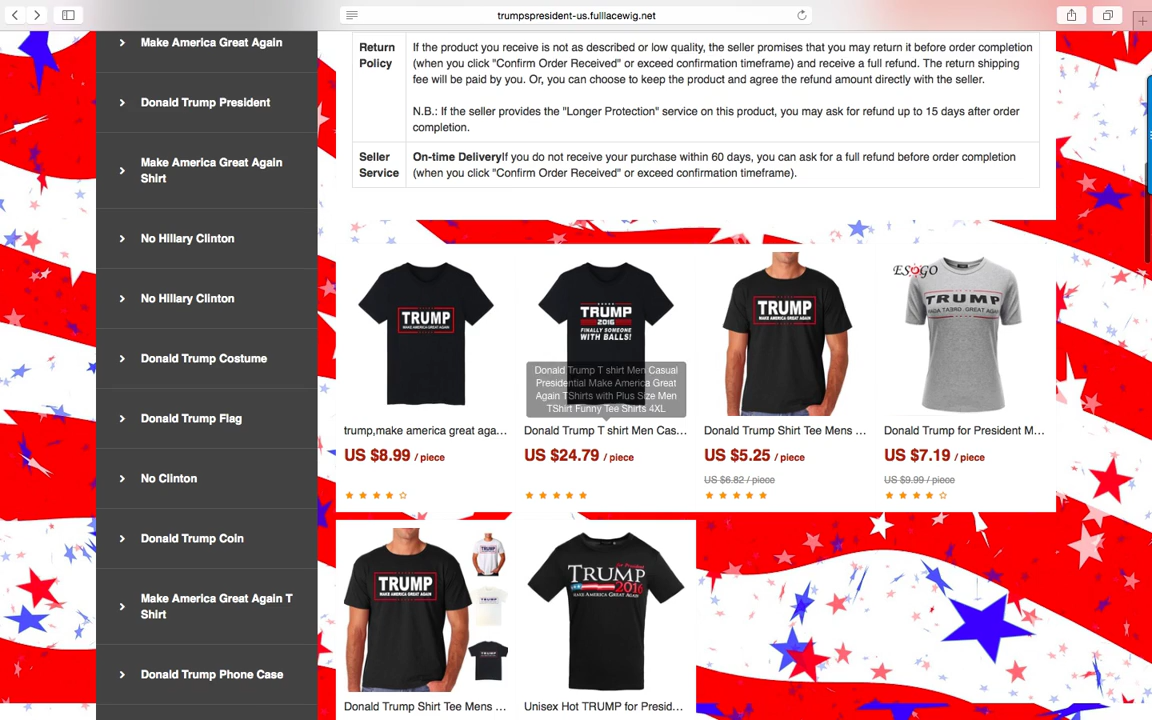 trumpspresident-us.fulllacewig.net
Make America Great Again
Donald Trump President
Make America Great Again
Shirt
No Hillary Clinton
No Hillary Clinton
Donald Trump Costume
Donald Trump Flag
No Clinton
Donald Trump Coin
Make America Great Again T
Shirt
Donald Trump Phone Case
Return
Policy
If the product you receive is not as described or low quality, the seller promises that you may return it before order completion
(when you click "Confirm Order Received" or exceed confirmation timeframe) and receive a full refund. The return shipping
fee will be paid by you. Or, you can choose to keep the product and agree the refund amount directly with the seller.
N.B.: If the seller provides the "Longer Protection" service on this product, you may ask for refund up to 15 days after order
completion.
Seller
Service
On-time DeliveryIf you do not receive your purchase within 60 days, you can ask for a full refund before order completion
(when you click "Confirm Order Received" or exceed confirmation timeframe).
TRUMP
MAKE AMERICA GREAT AGAIN
trump,make america great aga...
US $8.99 / piece
TRUMP
2016
FINALLY SOMEONE
WITH BALLS!
Donald Trump T shirt Men Casual
Presidential Make America Great
Again TShirts with Plus Size Men
TShirt Funny Tee Shirts 4XL
Donald Trump T shirt Men Cas...
US $24.79 / piece
TRUMP
MAKE AMERICA GREAT AGAIN
Donald Trump Shirt Tee Mens ...
US $5.25 / piece
US $6.82 / piece
ESOGO
TRUMP
Donald Trump for President M...
US $7.19 / piece
US $9.99 / piece
TRUMP
MAKE AMERICA GREAT AGAIN
TRUMP
TRUMP
TRUMP
Donald Trump Shirt Tee Mens ...
for President
TRUMP
2016
MAKE AMERICA GREAT AGAIN
Unisex Hot TRUMP for Presid...